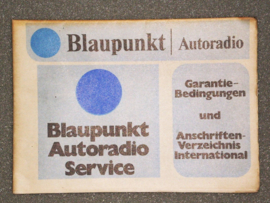 Blaupunkt Autoradio
Blaupunkt
Autoradio
Service
Garantie-
Bedingungen
und
Anschriften-
Verzeichnis
International